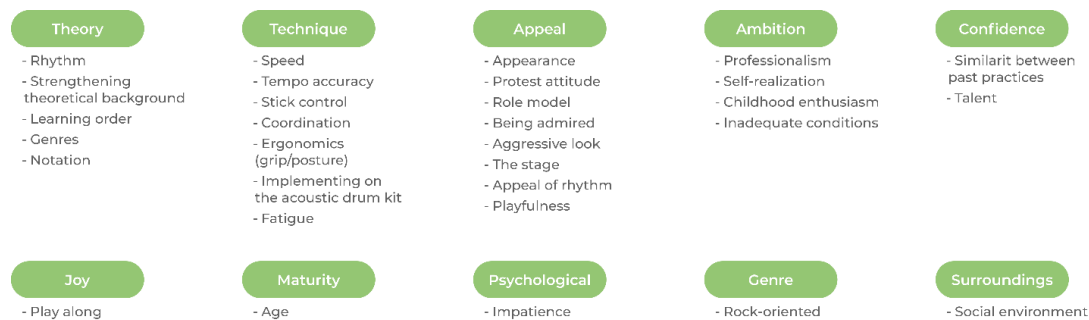 Theory
- Rhythm
- Strengthening
theoretical background
- Learning order
- Genres
- Notation
Technique
- Speed
- Tempo accuracy
- Stick control
- Coordination
- Ergonomics
(grip/posture)
- Implementing on
the acoustic drum kit
- Fatigue
Appeal
- Appearance
- Protest attitude
- Role model
- Being admired
- Aggressive look
- The stage
- Appeal of rhythm
- Playfulness
Ambition
- Professionalism
- Self-realization
- Childhood enthusiasm
- Inadequate conditions
Confidence
- Similarit between
past practices
- Talent
Joy
- Play along
Maturity
- Age
Psychological
- Impatience
Genre
- Rock-oriented
Surroundings
- Social environment